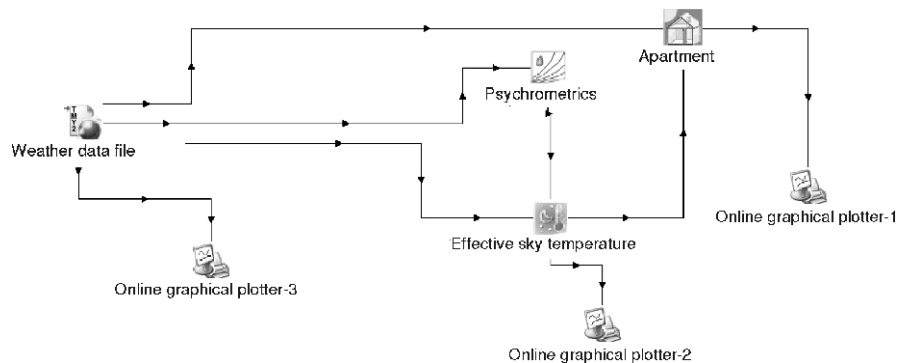 Apartment
Psychrometrics
TMY2
Weather data file
Online graphical plotter-1
Effective sky temperature
Online graphical plotter-3
Online graphical plotter-2